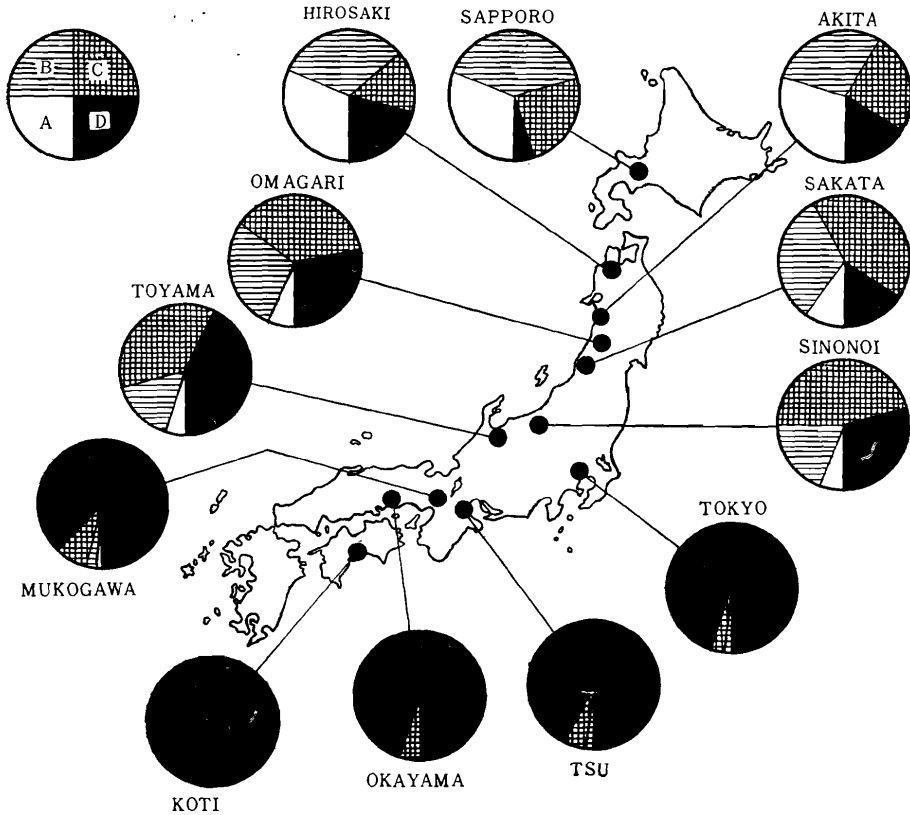 HIROSAKI
SAPPORO
AKITA
B
C
A
D
OMAGARI
SAKATA
TOYAMA
SINONOI
TOKYO
MUKOGAWA
OKAYAMA
TSU
KOTI